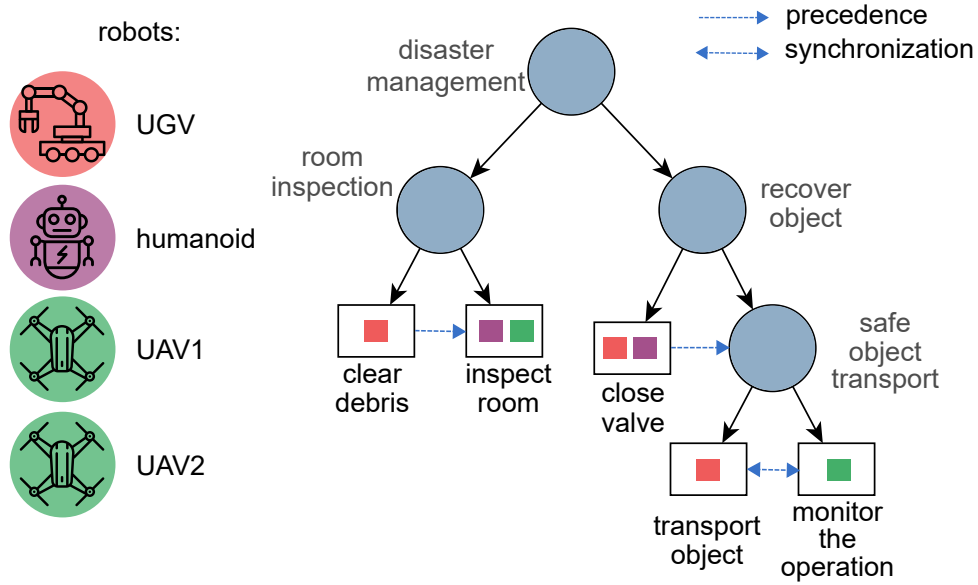 robots:
UGV
humanoid
UAV1
UAV2
precedence
synchronization
disaster
management
room
inspection
recover
object
clear
debris
inspect
room
close
valve
safe
object
transport
transport
object
monitor
the
operation